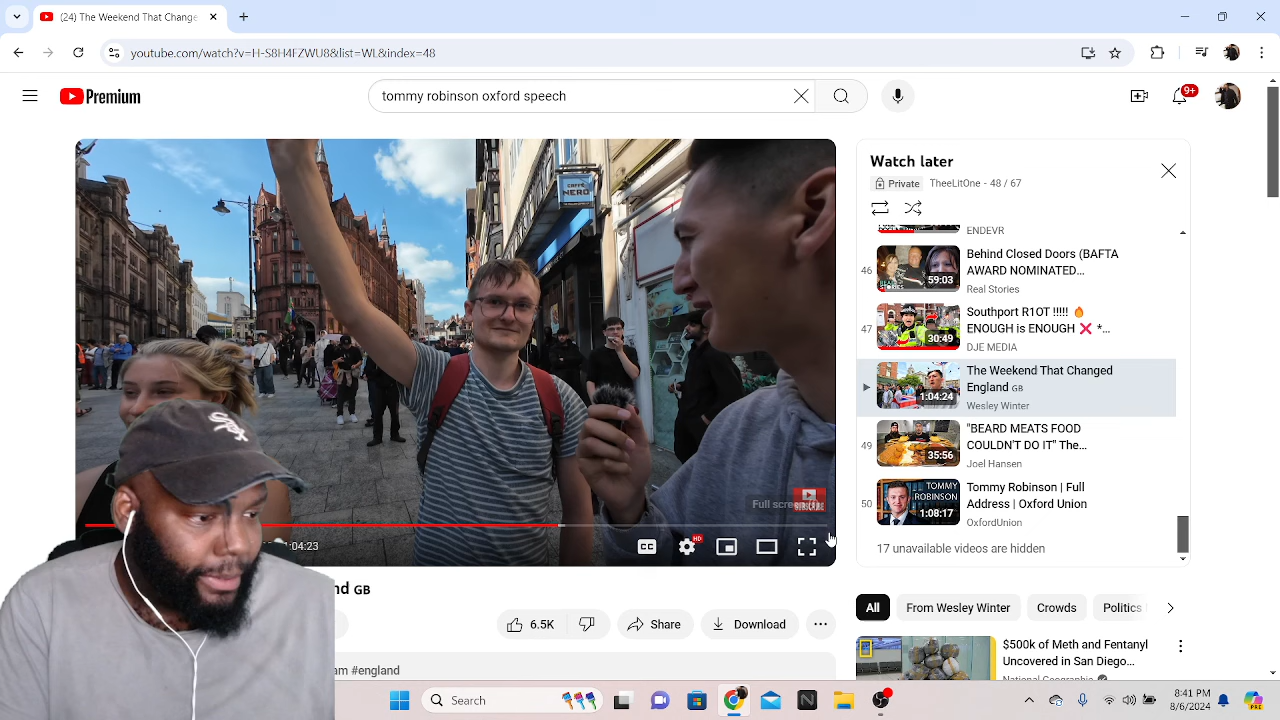 (24) The Weekend That Change
youtube.com/watch?v=H-S8H4FZWU8&list=WL&index=48
Premium
tommy robinson oxford speech
9+
Watch later
Private
TheeLitOne - 48 / 67
ENDEVR
46
59:03
Behind Closed Doors (BAFTA
AWARD NOMINATED...
Real Stories
47
30:49
Southport R1OT !!!!! 🔥
ENOUGH is ENOUGH ❌ *...
DJE MEDIA
1:04:24
The Weekend That Changed
England GB
Wesley Winter
49
35:56
"BEARD MEATS FOOD
COULDN'T DO IT" The...
Joel Hansen
50
TOMMY
ROBINSON
1:08:17
Tommy Robinson | Full
Address | Oxford Union
OxfordUnion
17 unavailable videos are hidden
CAFFÈ
NERO
Full scre
SUBSCRIBE
1:04:23
CC
HD
nd GB
6.5K
Share
Download
am #england
All
From Wesley Winter
Crowds
Politics
$500k of Meth and Fentanyl
Uncovered in San Diego...
National Geographic
Search
8:41 PM
8/6/2024
PRE